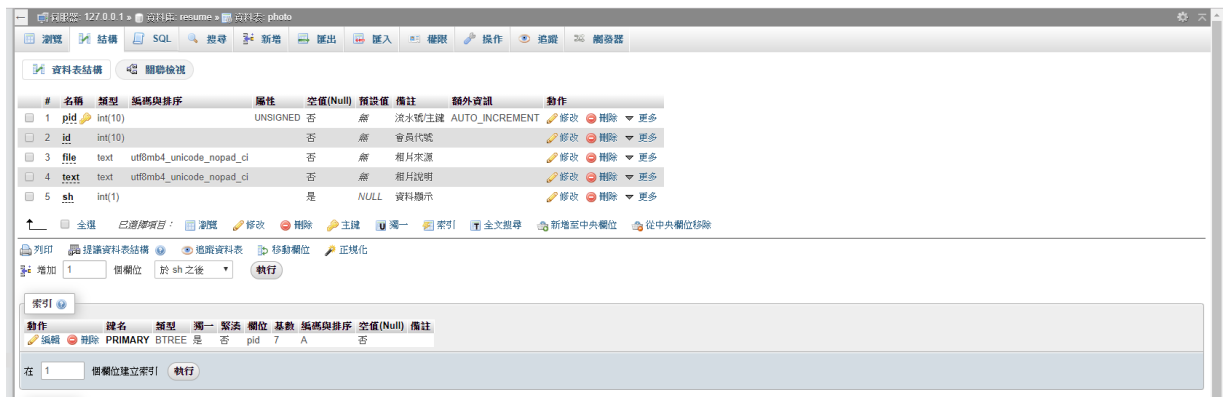 伺服器: 127.0.0.1 » 資料庫: resume » 資料表: photo
瀏覽 結構 SQL 搜尋 新增 匯出 匯入 權限 操作 追蹤 觸發器
資料表結構 關聯檢視
# 名稱 類型 編碼與排序 屬性 空值(Null) 預設值 備註 額外資訊 動作
1 pid int(10) UNSIGNED 否 無 流水號/主鍵 AUTO_INCREMENT 修改 刪除 更多
2 id int(10) 否 無 會員代號 修改 刪除 更多
3 file text utf8mb4_unicode_nopad_ci 否 無 相片來源 修改 刪除 更多
4 text text utf8mb4_unicode_nopad_ci 否 無 相片說明 修改 刪除 更多
5 sh int(1) 是 NULL 資料顯示 修改 刪除 更多
全選 已選擇項目： 瀏覽 修改 刪除 主鍵 獨一 索引 全文搜尋 新增至中央欄位 從中央欄位移除
列印 提議資料表結構 追蹤資料表 移動欄位 正規化
增加 1 個欄位 於 sh 之後 執行
索引
動作 鍵名 類型 獨一 緊湊 欄位 基數 編碼與排序 空值(Null) 備註
編輯 刪除 PRIMARY BTREE 是 否 pid 7 A 否
在 1 個欄位建立索引 執行